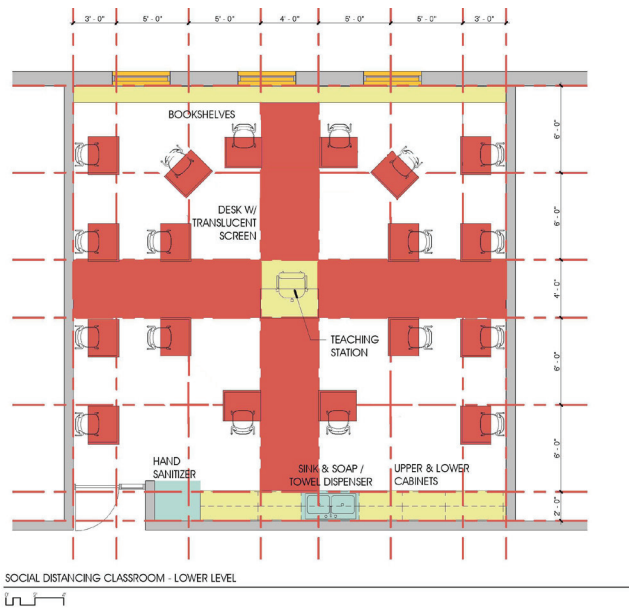 3' - 0" 5' - 0" 5' - 0" 4' - 0" 5' - 0" 5' - 0" 3' - 0"
BOOKSHELVES
6' - 0"
DESK W/
TRANSLUCENT
SCREEN
6' - 0"
4' - 0"
TEACHING
STATION
6' - 0"
6' - 0"
HAND
SANITIZER
SINK & SOAP /
TOWEL DISPENSER
UPPER & LOWER
CABINETS
2' - 0"
SOCIAL DISTANCING CLASSROOM - LOWER LEVEL